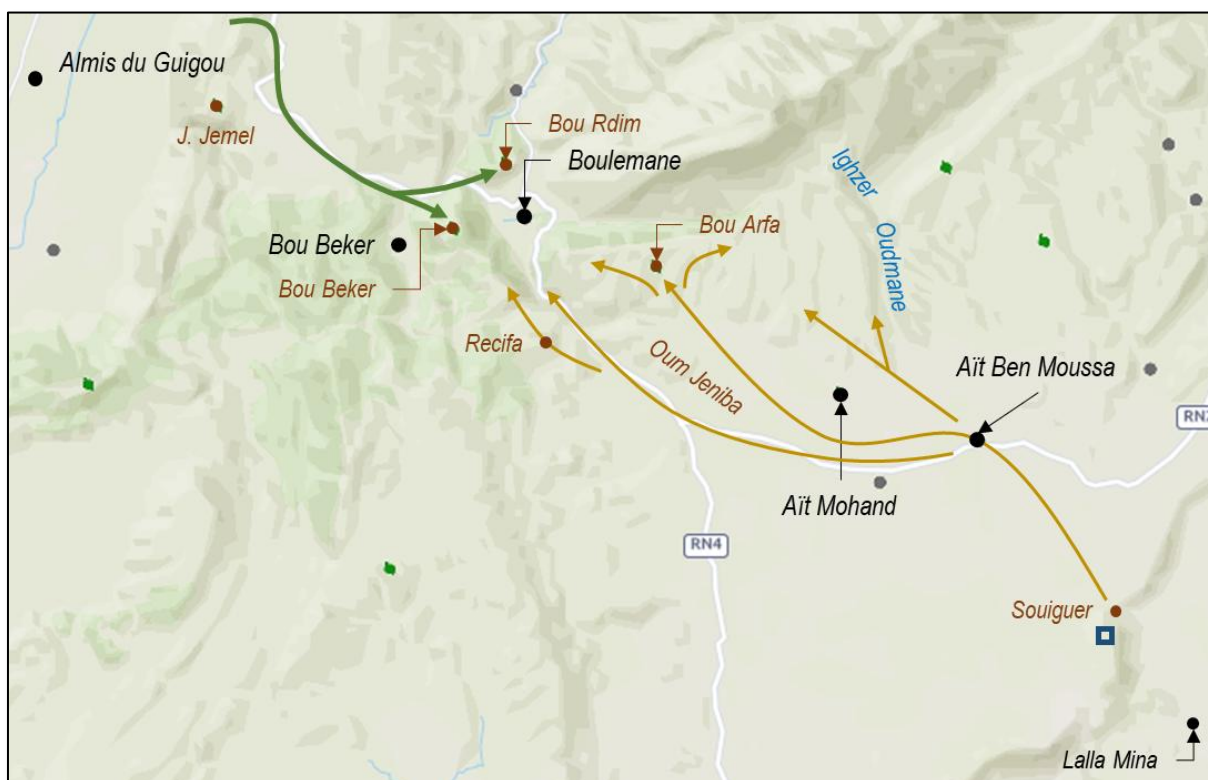 Almis du Guigou
J. Jemel
Bou Rdim
Boulemane
Ighzer
Oudmane
Bou Arfa
Bou Beker
Bou Beker
Recifa
Oum Jeniba
Aït Ben Moussa
Aït Mohand
RN4
Souiguer
Lalla Mina